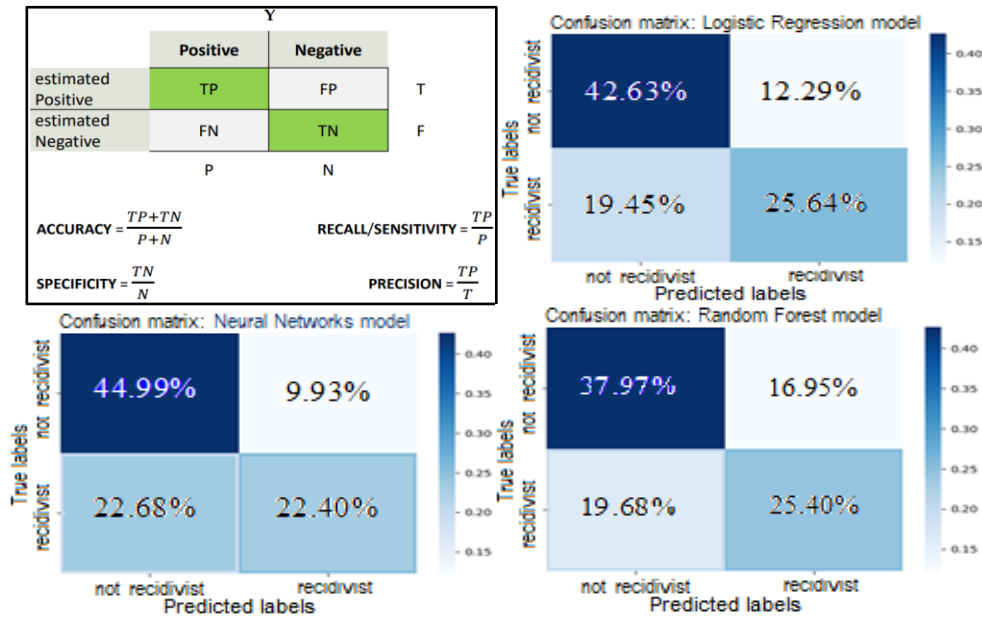 Y
Positive Negative
estimated
Positive TP FP T
estimated
Negative FN TN F
P N
ACCURACY = \frac{TP+TN}{P+N} RECALL/SENSITIVITY = \frac{TP}{P}
SPECIFICITY = \frac{TN}{N} PRECISION = \frac{TP}{T}
Confusion matrix: Logistic Regression model
True labels
not recidivist
42.63% 12.29%
recidivist
19.45% 25.64%
not recidivist recidivist
Predicted labels
0.40
0.35
0.30
0.25
0.20
0.15
Confusion matrix: Neural Networks model
True labels
not recidivist
44.99% 9.93%
recidivist
22.68% 22.40%
not recidivist recidivist
Predicted labels
0.40
0.35
0.30
0.25
0.20
0.15
Confusion matrix: Random Forest model
True labels
not recidivist
37.97% 16.95%
recidivist
19.68% 25.40%
not recidivist recidivist
Predicted labels
0.40
0.35
0.30
0.25
0.20
0.15